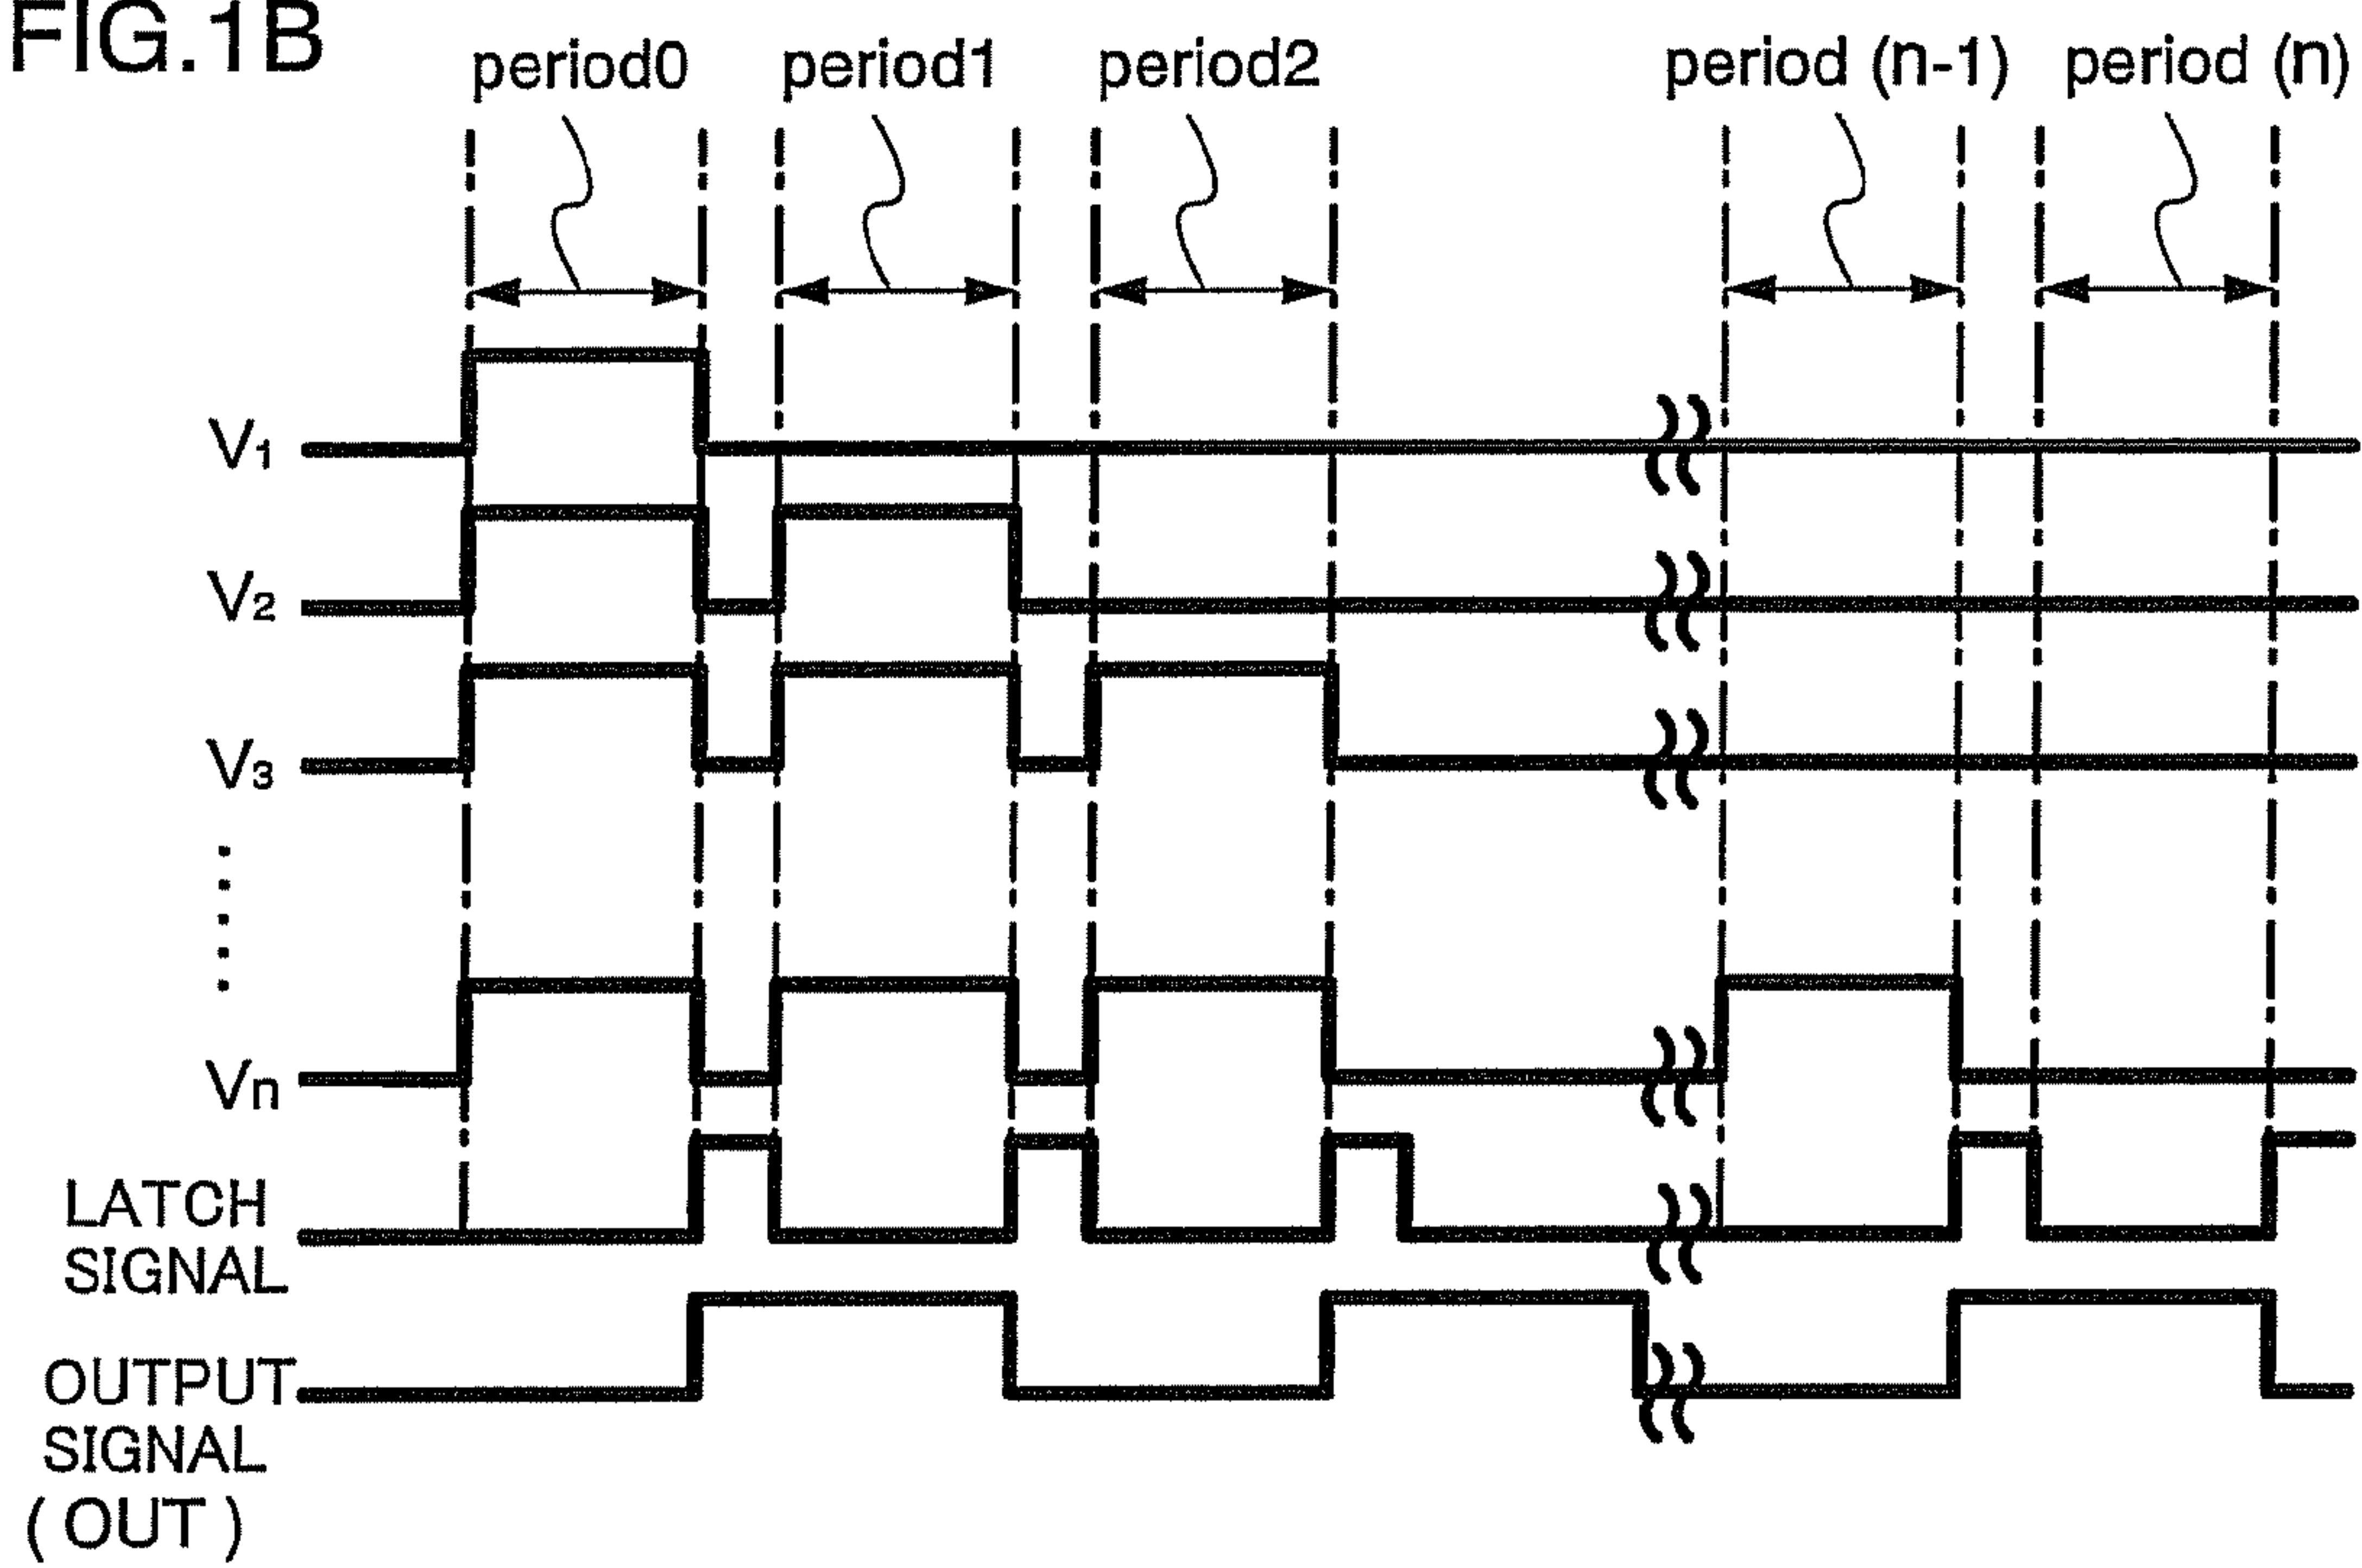 FIG.1B
period0 period1 period2 period (n-1) period (n)
V1
V2
V3
Vn
LATCH
SIGNAL
OUTPUT
SIGNAL
( OUT )